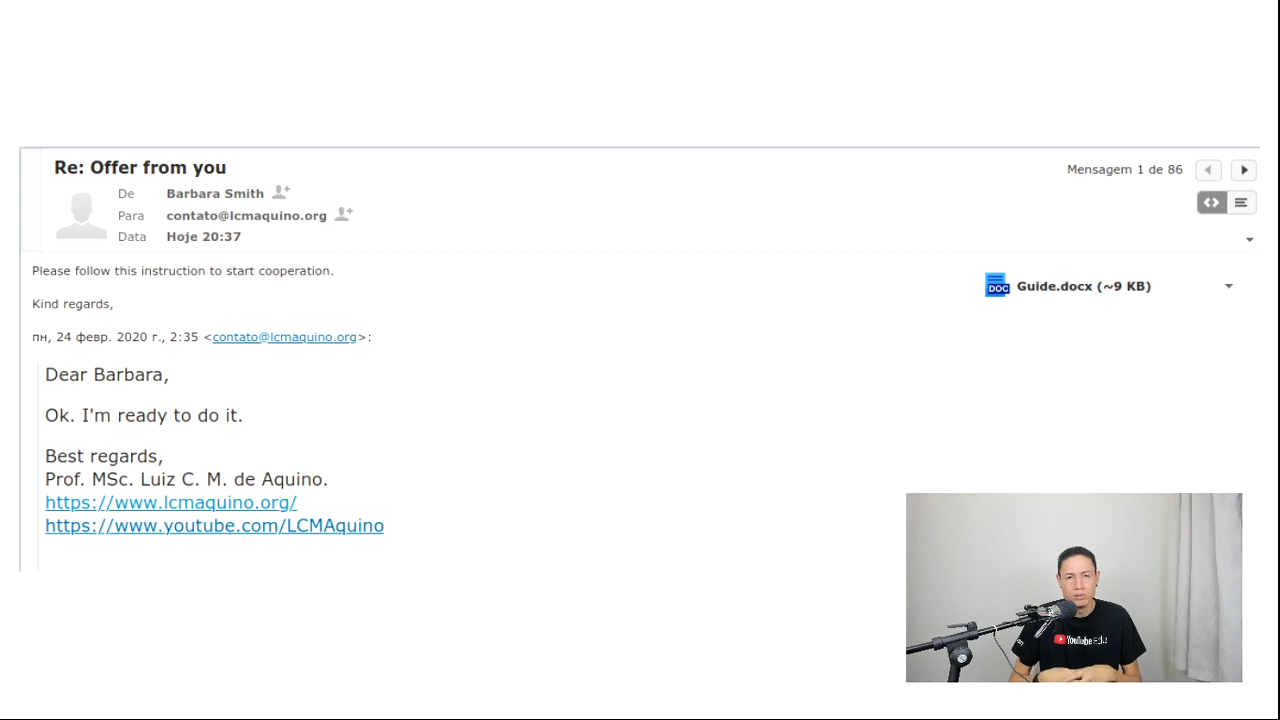 Re: Offer from you
Mensagem 1 de 86
De Barbara Smith
Para contato@lcmaquino.org
Data Hoje 20:37
Please follow this instruction to start cooperation.
DOC Guide.docx (~9 KB)
Kind regards,
пн, 24 февр. 2020 г., 2:35 <contato@lcmaquino.org>:
Dear Barbara,
Ok. I'm ready to do it.
Best regards,
Prof. MSc. Luiz C. M. de Aquino.
https://www.lcmaquino.org/
https://www.youtube.com/LCMAquino
YouTube Edu